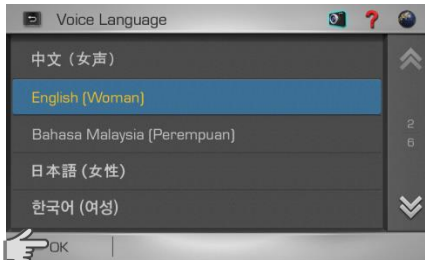 Voice Language
?
中文 (女声)
English (Woman)
2
Bahasa Malaysia (Perempuan)
6
日本語 (女性)
한국어 (여성)
OK